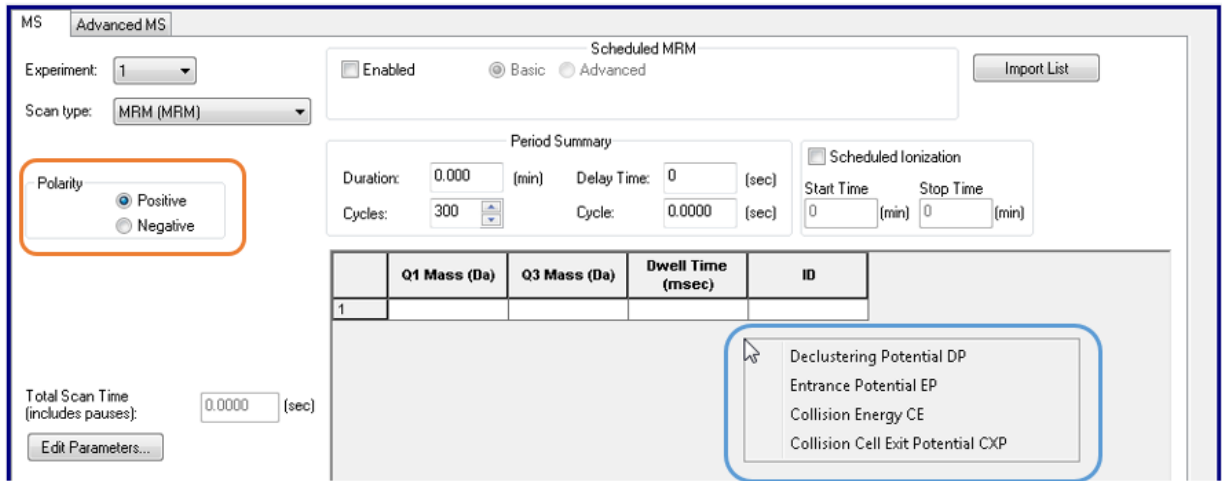 MS
Advanced MS
Experiment: 1
Scan type: MRM (MRM)
Scheduled MRM
Enabled Basic Advanced
Import List
Polarity
Positive
Negative
Period Summary
Duration: 0.000 (min) Delay Time: 0 (sec)
Cycles: 300 Cycle: 0.0000 (sec)
Scheduled Ionization
Start Time Stop Time
0 (min) 0 (min)
Q1 Mass (Da) Q3 Mass (Da) Dwell Time (msec) ID
1
Declustering Potential DP
Entrance Potential EP
Collision Energy CE
Collision Cell Exit Potential CXP
Total Scan Time
(includes pauses): 0.0000 (sec)
Edit Parameters...